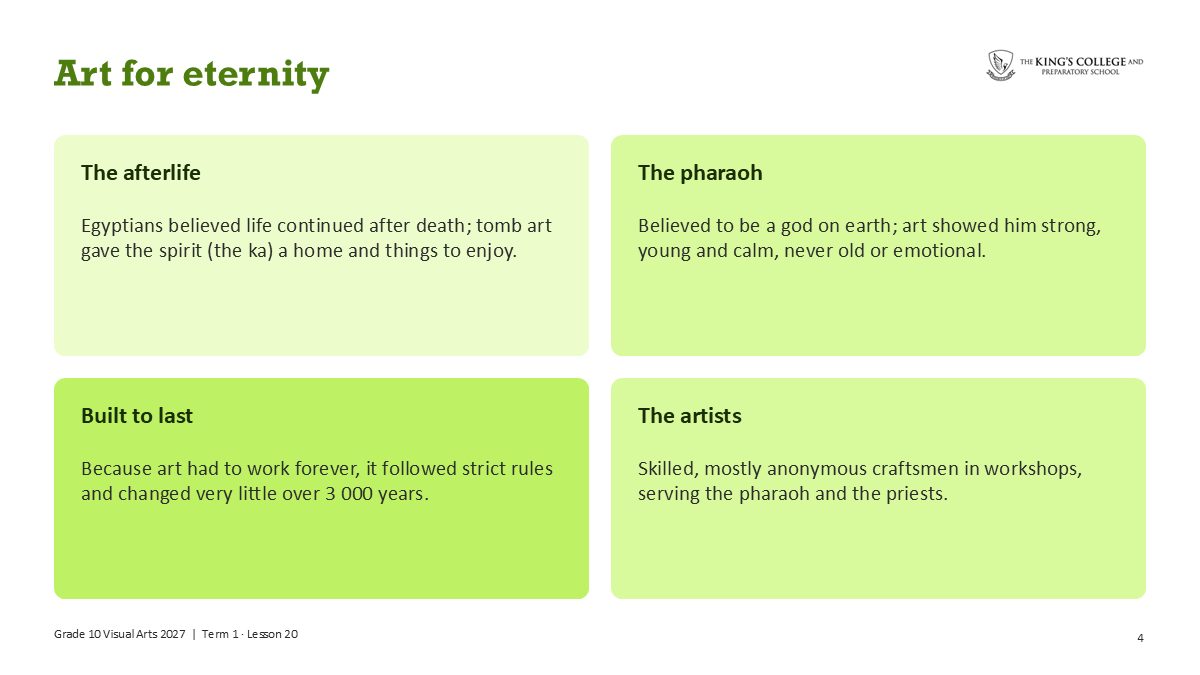 Art for eternity
THE KING'S COLLEGE AND
PREPARATORY SCHOOL
The afterlife
Egyptians believed life continued after death; tomb art
gave the spirit (the ka) a home and things to enjoy.
The pharaoh
Believed to be a god on earth; art showed him strong,
young and calm, never old or emotional.
Built to last
Because art had to work forever, it followed strict rules
and changed very little over 3 000 years.
The artists
Skilled, mostly anonymous craftsmen in workshops,
serving the pharaoh and the priests.
Grade 10 Visual Arts 2027 | Term 1 · Lesson 20
4